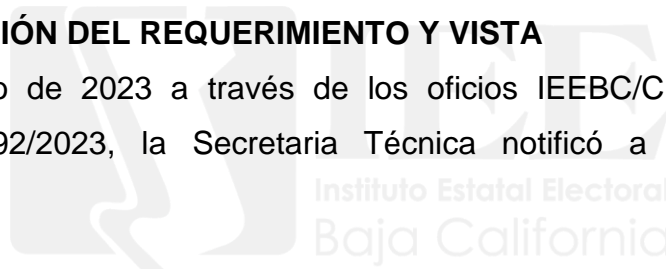 IÓN DEL REQUERIMIENTO Y VISTA
o de 2023 a través de los oficios IEEBC/C
92/2023, la Secretaria Técnica notificó a
IEE
Instituto Estatal Electoral
Baja California